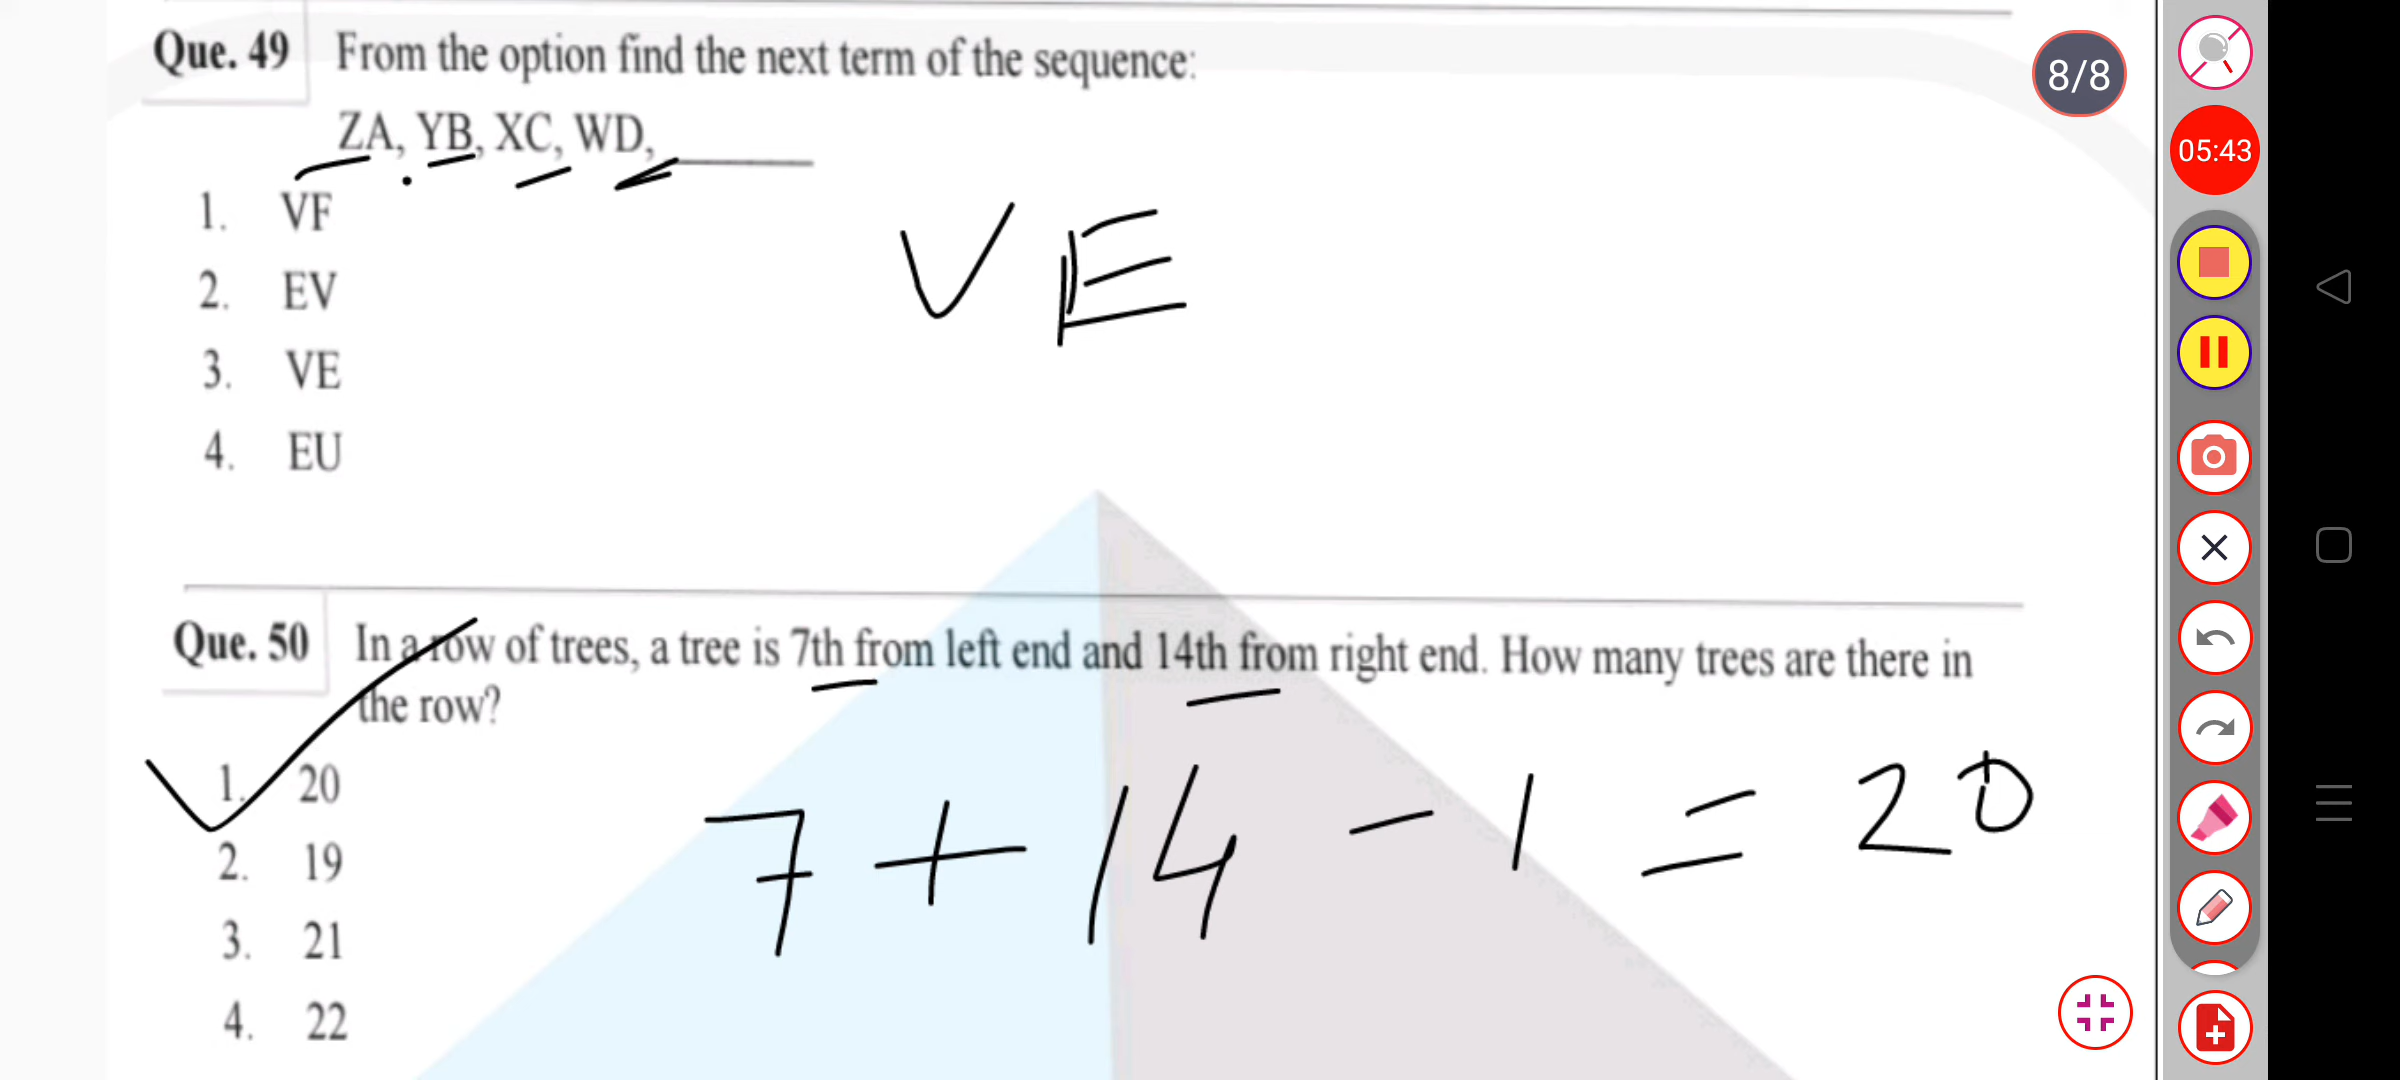 Que. 49 From the option find the next term of the sequence:
8/8
05:43
ZA, YB, XC, WD, ________
1. VF
2. EV
3. VE
4. EU
VE
Que. 50 In a row of trees, a tree is 7th from left end and 14th from right end. How many trees are there in
the row?
1. 20
2. 19
3. 21
4. 22
7 + 14 - 1 = 20